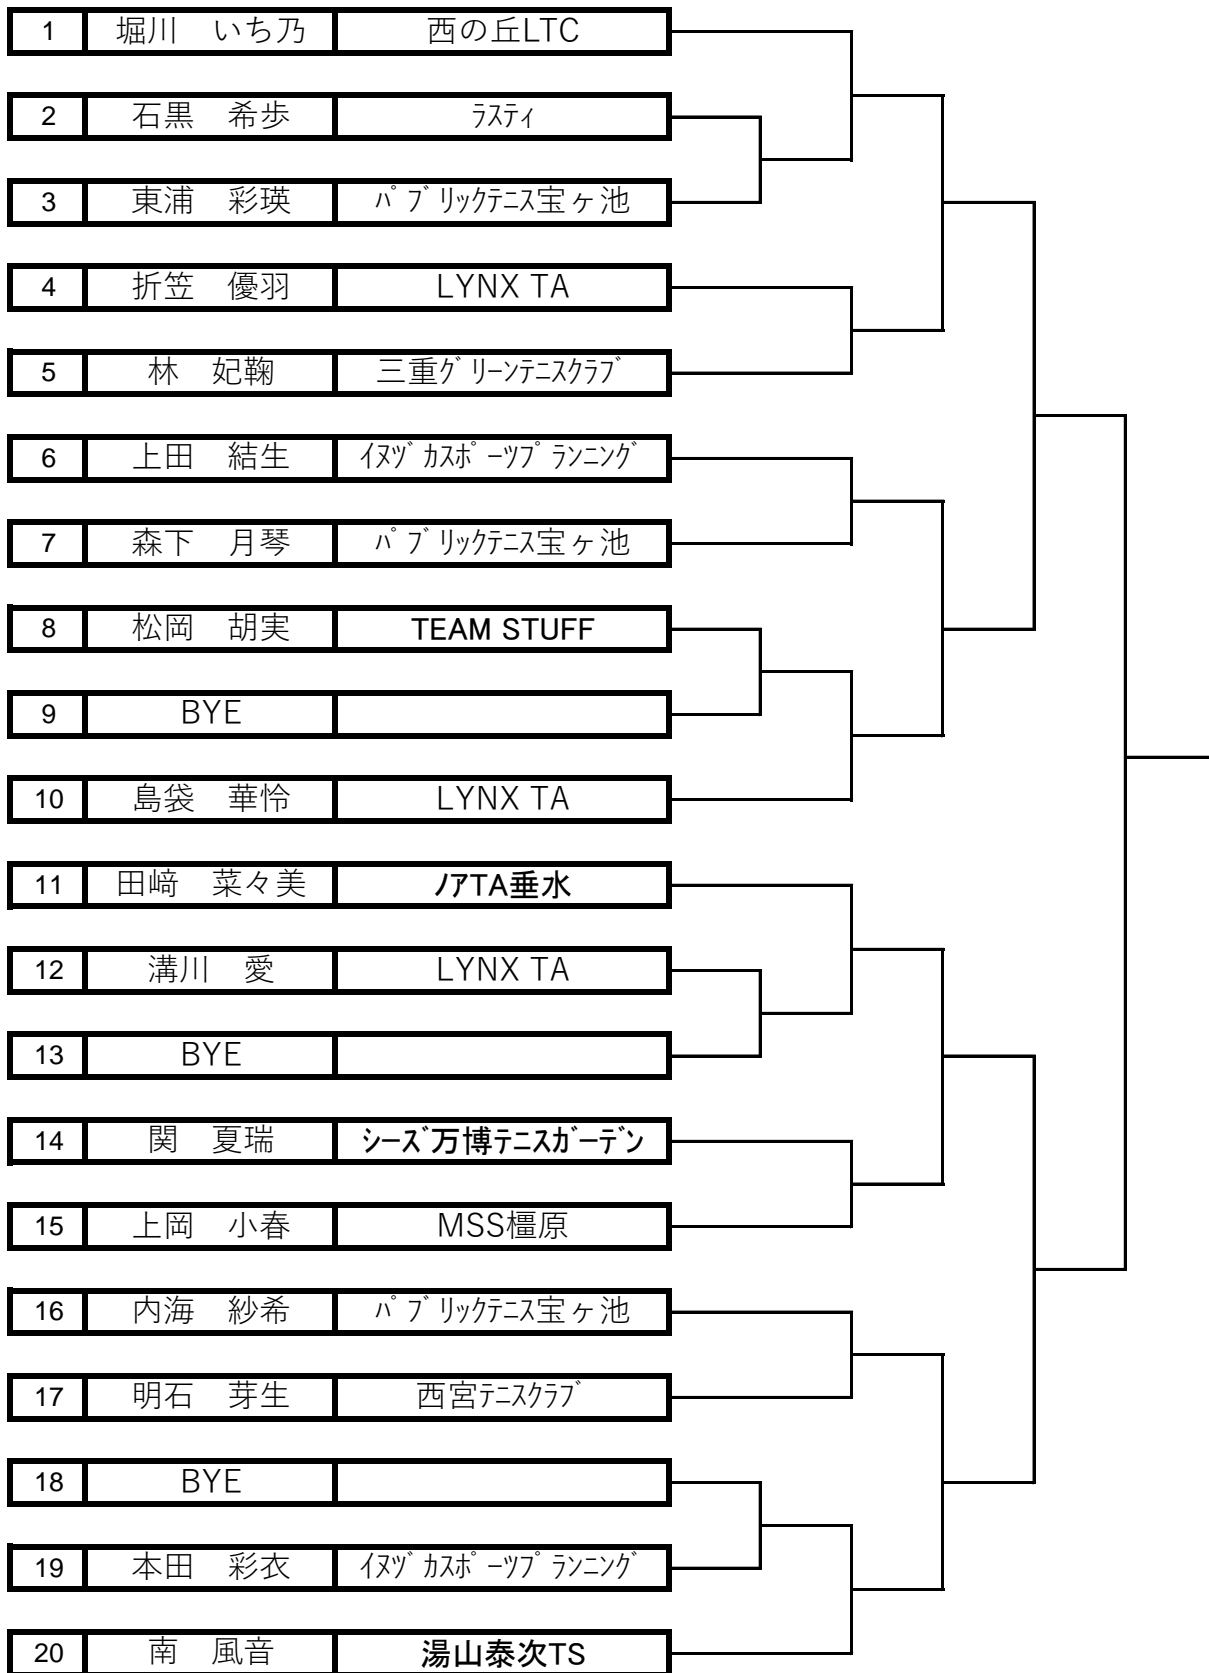 1 堀川 いち乃 西の丘LTC
2 石黒 希歩 ﾗｽﾃｨ
3 東浦 彩瑛 ﾊﾟﾌﾞﾘｯｸﾃﾆｽ宝ヶ池
4 折笠 優羽 LYNX TA
5 林 妃鞠 三重ｸﾞﾘｰﾝﾃﾆｽｸﾗﾌﾞ
6 上田 結生 ｲﾇﾂﾞｶｽﾎﾟｰﾂﾌﾟﾗﾝﾆﾝｸﾞ
7 森下 月琴 ﾊﾟﾌﾞﾘｯｸﾃﾆｽ宝ヶ池
8 松岡 胡実 TEAM STUFF
9 BYE
10 島袋 華怜 LYNX TA
11 田﨑 菜々美 ﾉｱTA垂水
12 溝川 愛 LYNX TA
13 BYE
14 関 夏瑞 ｼｰｽﾞ万博ﾃﾆｽｶﾞｰﾃﾞﾝ
15 上岡 小春 MSS橿原
16 内海 紗希 ﾊﾟﾌﾞﾘｯｸﾃﾆｽ宝ヶ池
17 明石 芽生 西宮ﾃﾆｽｸﾗﾌﾞ
18 BYE
19 本田 彩衣 ｲﾇﾂﾞｶｽﾎﾟｰﾂﾌﾟﾗﾝﾆﾝｸﾞ
20 南 風音 湯山泰次TS